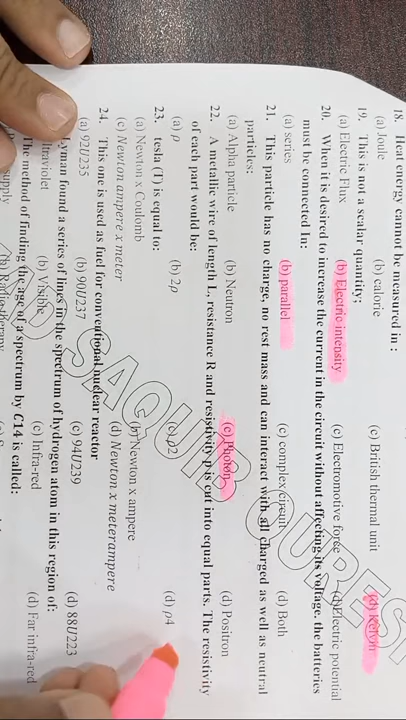 18. Heat energy cannot be measured in :
(a) Joule (b) calorie (c) British thermal unit (d) Kelvin
19. This is not a scalar quantity:
(a) Electric Flux (b) Electric intensity (c) Electromotive force (d) Electric potential
20. When it is desired to increase the current in the circuit without affecting its voltage. the batteries
must be connected in:
(a) series (b) parallel (c) complex circuit (d) Both
21. This particle has no charge, no rest mass and can interact with all charged as well as neutral
particles:
(a) Alpha particle (b) Neutron (c) Photon (d) Positron
22. A metallic wire of length L, resistance R and resistivity ρ is cut into equal parts. The resistivity
of each part would be:
(a) ρ (b) 2ρ (c) ρ2 (d) ρ4
23. tesla (T) is equal to:
(a) Newton x Coulomb (b) Newton x ampere
(c) Newton ampere x meter (d) Newton x meterampere
24. This one is used as fuel for conventional nuclear reactor
(a) 92U235 (b) 90U237 (c) 94U239 (d) 88U223
Lyman found a series of lines in the spectrum of hydrogen atom in this region of:
ltraviolet (b) Visible (c) Infra-red (d) Far infra-red
The method of finding the age of a spectrum by C14 is called:
(b) Radiotherapy
SAQUIB QURESHI